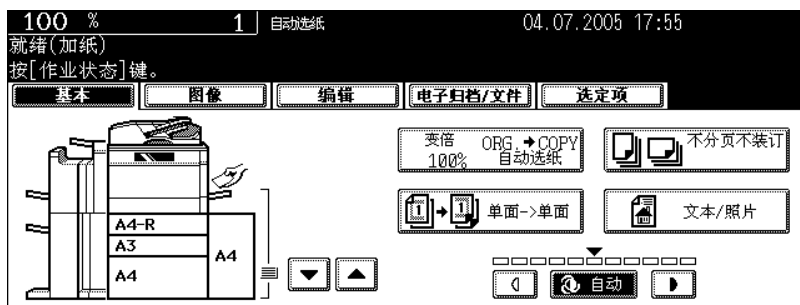 100 % 1 自动选纸 04.07.2005 17:55
就绪(加纸)
按[作业状态]键。
基本 图像 编辑 电子归档/文件 选定项
变倍 ORG.➔COPY 不分页不装订
100% 自动选纸
1➔1 单面->单面 文本/照片
A4-R
A3
A4
A4
自动